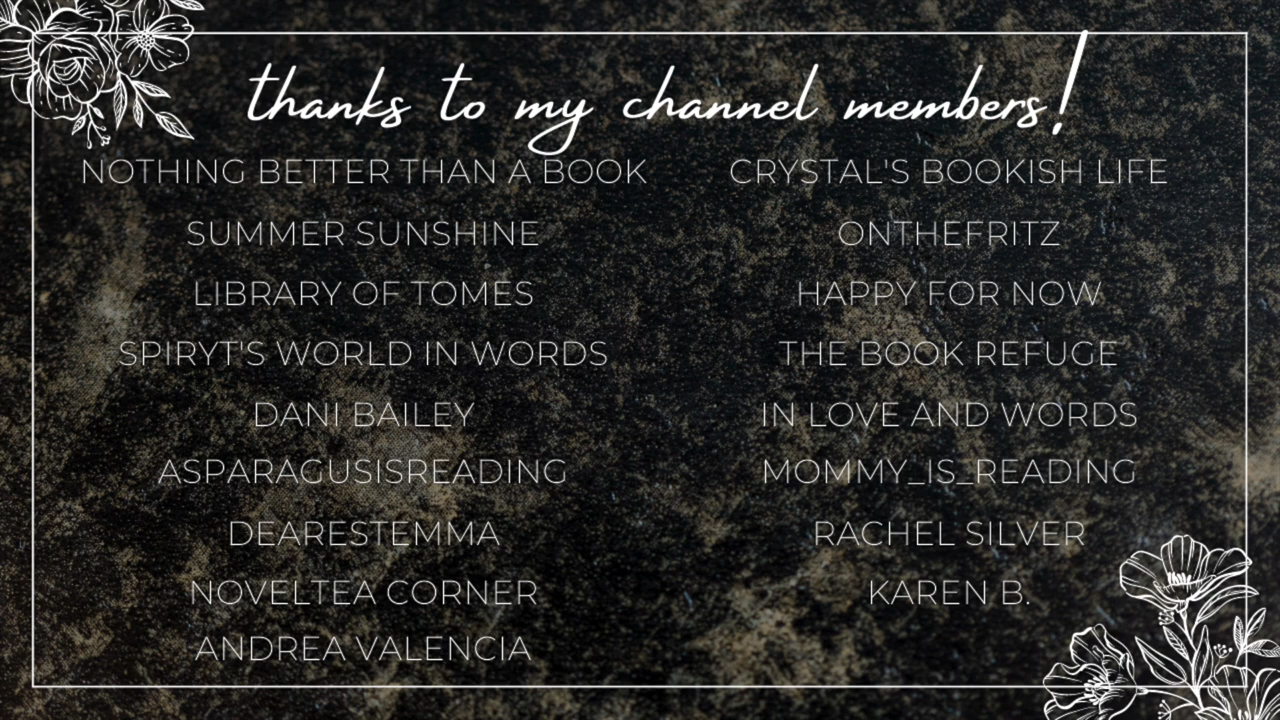 thanks to my channel members!
NOTHING BETTER THAN A BOOK
SUMMER SUNSHINE
LIBRARY OF TOMES
SPIRYT'S WORLD IN WORDS
DANI BAILEY
ASPARAGUSISREADING
DEARESTEMMA
NOVELTEA CORNER
ANDREA VALENCIA
CRYSTAL'S BOOKISH LIFE
ONTHEFRITZ
HAPPY FOR NOW
THE BOOK REFUGE
IN LOVE AND WORDS
MOMMY_IS_READING
RACHEL SILVER
KAREN B.